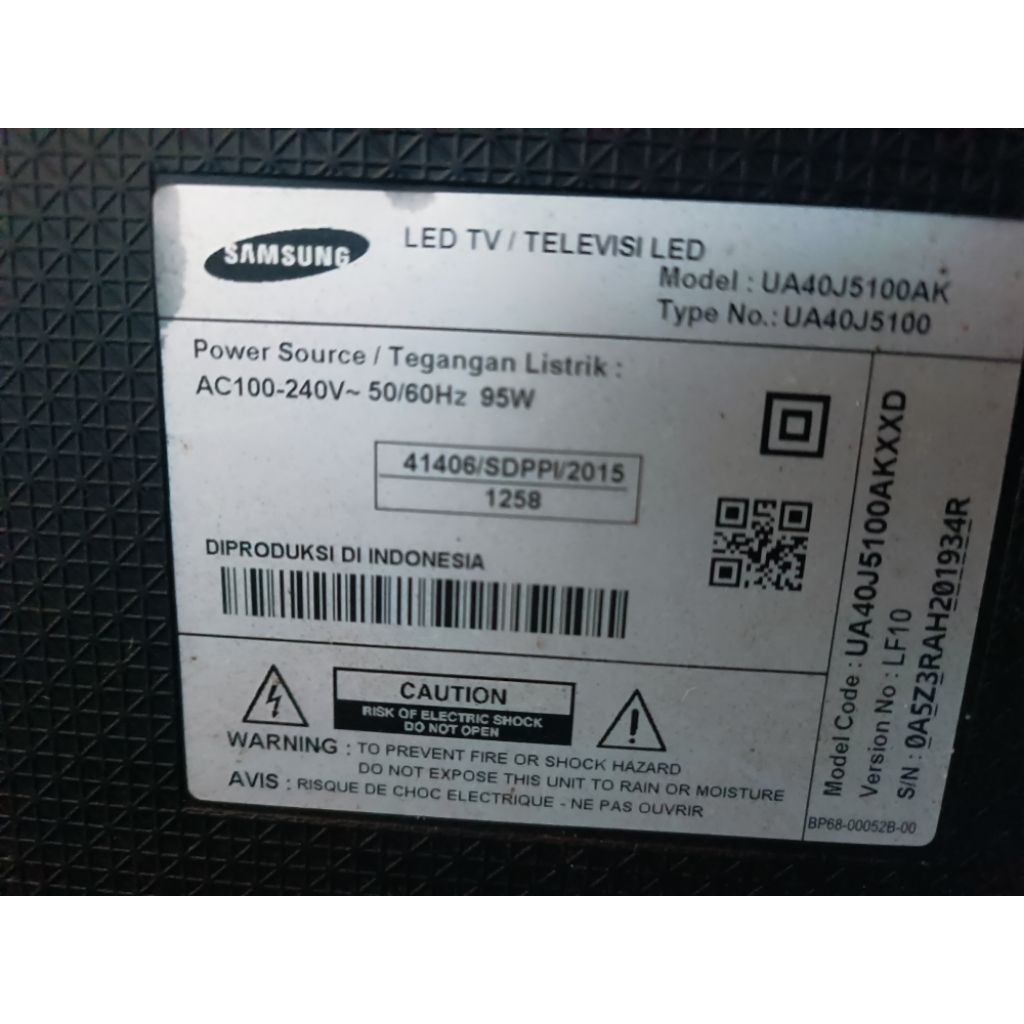 SAMSUNG
LED TV / TELEVISI LED
Model : UA40J5100AK
Type No.: UA40J5100
Power Source / Tegangan Listrik :
AC100-240V~ 50/60Hz 95W
41406/SDPPI/2015
1258
DIPRODUKSI DI INDONESIA
CAUTION
RISK OF ELECTRIC SHOCK
DO NOT OPEN
WARNING : TO PREVENT FIRE OR SHOCK HAZARD
DO NOT EXPOSE THIS UNIT TO RAIN OR MOISTURE
AVIS : RISQUE DE CHOC ELECTRIQUE - NE PAS OUVRIR
Model Code : UA40J5100AKXXD
Version No : LF10
S/N : 0A5Z3RAH201934R
BP68-00052B-00